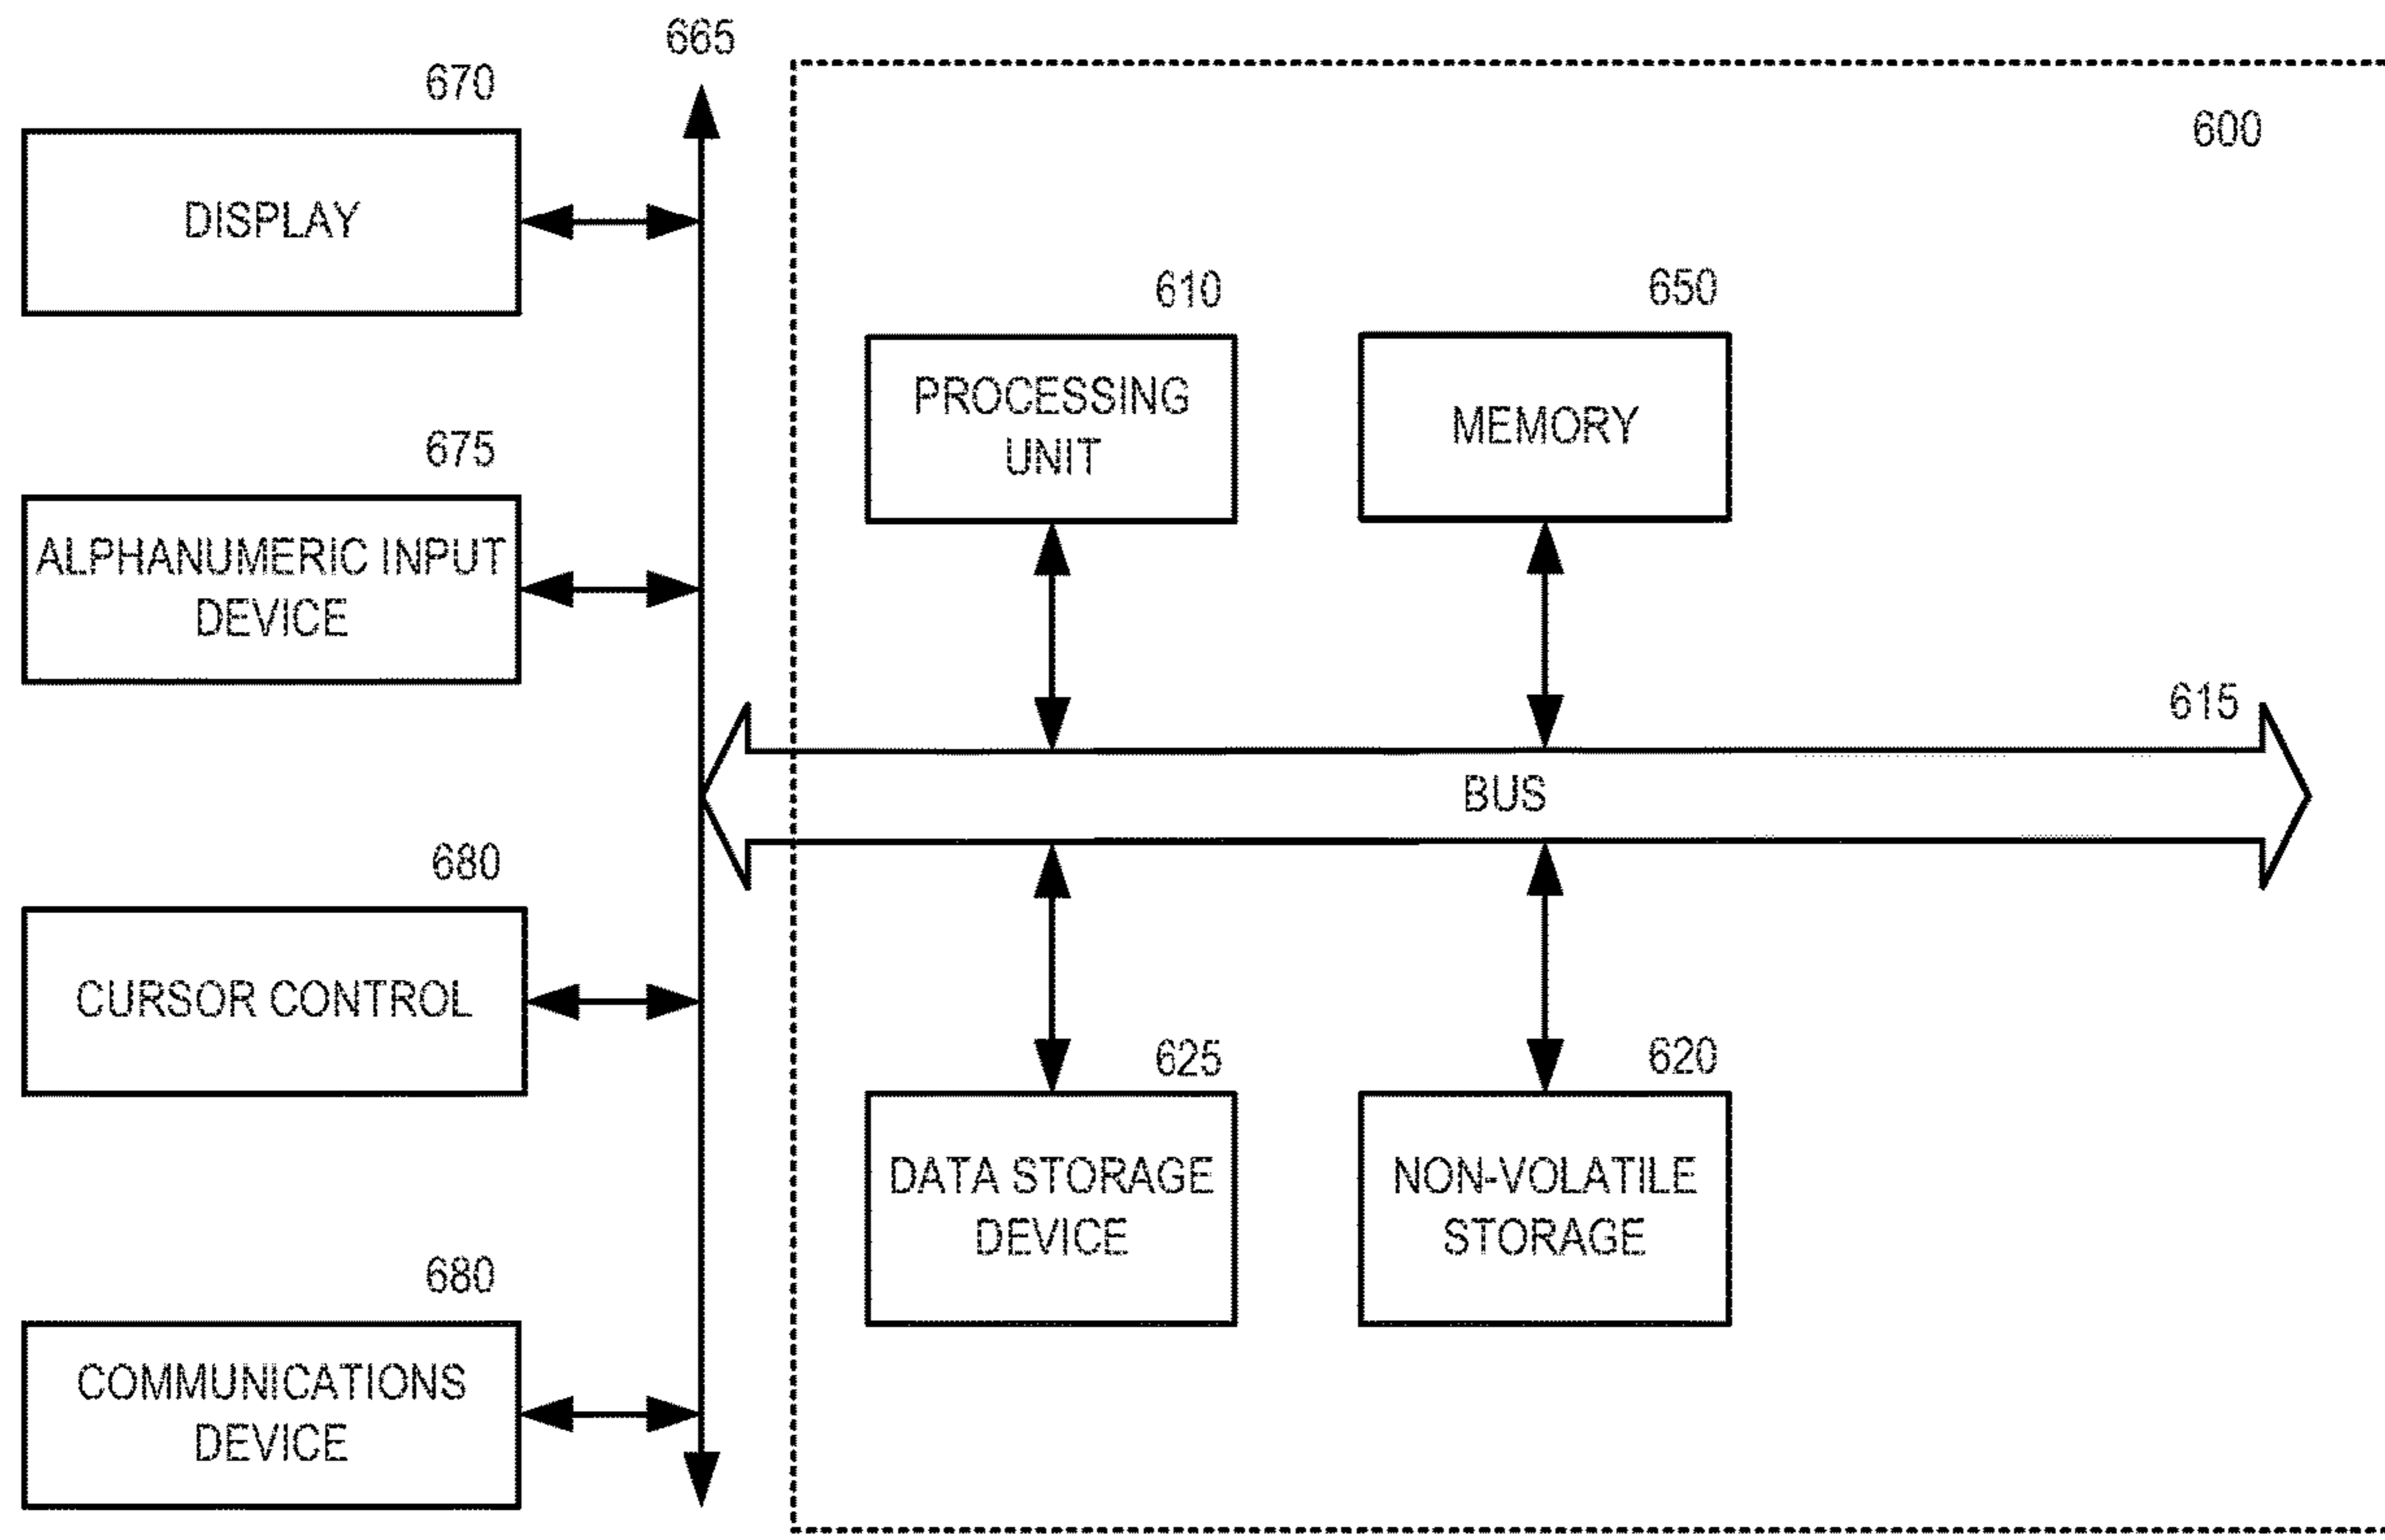 665
670
DISPLAY
600
610
PROCESSING
UNIT
650
MEMORY
675
ALPHANUMERIC INPUT
DEVICE
615
BUS
680
CURSOR CONTROL
625
DATA STORAGE
DEVICE
620
NON-VOLATILE
STORAGE
680
COMMUNICATIONS
DEVICE